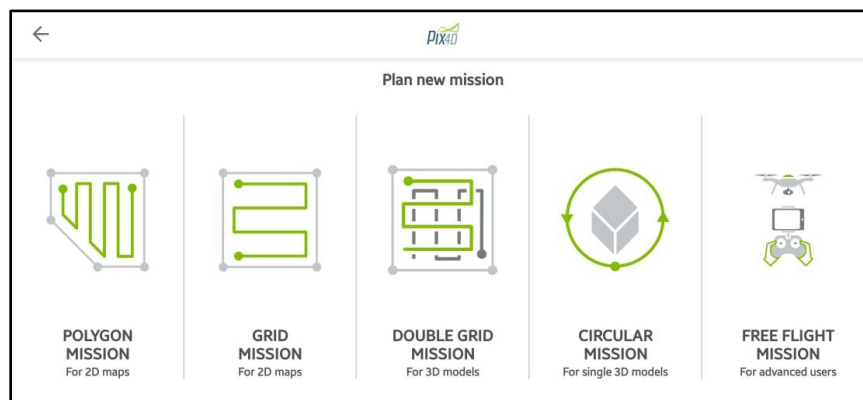 PIX4D
Plan new mission
POLYGON
MISSION
For 2D maps
GRID
MISSION
For 2D maps
DOUBLE GRID
MISSION
For 3D models
CIRCULAR
MISSION
For single 3D models
FREE FLIGHT
MISSION
For advanced users